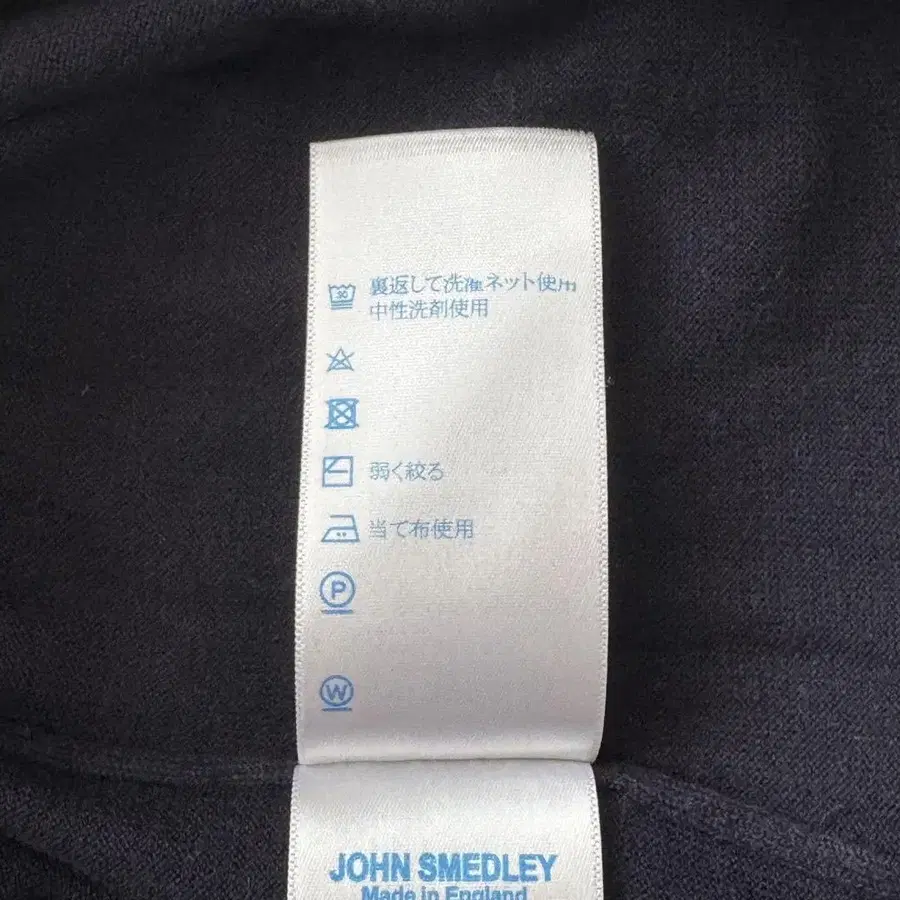 30
裏返して洗濯ネット使用
中性洗剤使用
弱く絞る
当て布使用
P
W
JOHN SMEDLEY
Made in England